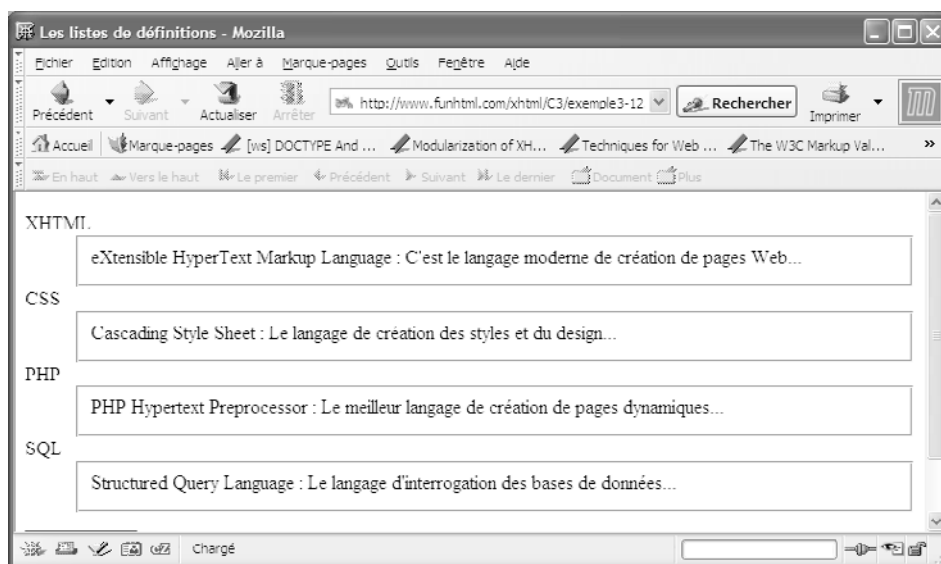 Les listes de définitions - Mozilla
Fichier Edition Affichage Aller à Marque-pages Outils Fenêtre Aide
Précédent Suivant Actualiser Arrêter http://www.funhtml.com/xhtml/C3/exemple3-12 Rechercher Imprimer
Accueil Marque-pages [ws] DOCTYPE And ... Modularization of XH... Techniques for Web ... The W3C Markup Val... »
En haut Vers le haut Le premier Précédent Suivant Le dernier Document Plus
XHTML
eXtensible HyperText Markup Language : C'est le langage moderne de création de pages Web...
CSS
Cascading Style Sheet : Le langage de création des styles et du design...
PHP
PHP Hypertext Preprocessor : Le meilleur langage de création de pages dynamiques...
SQL
Structured Query Language : Le langage d'interrogation des bases de données...
Chargé